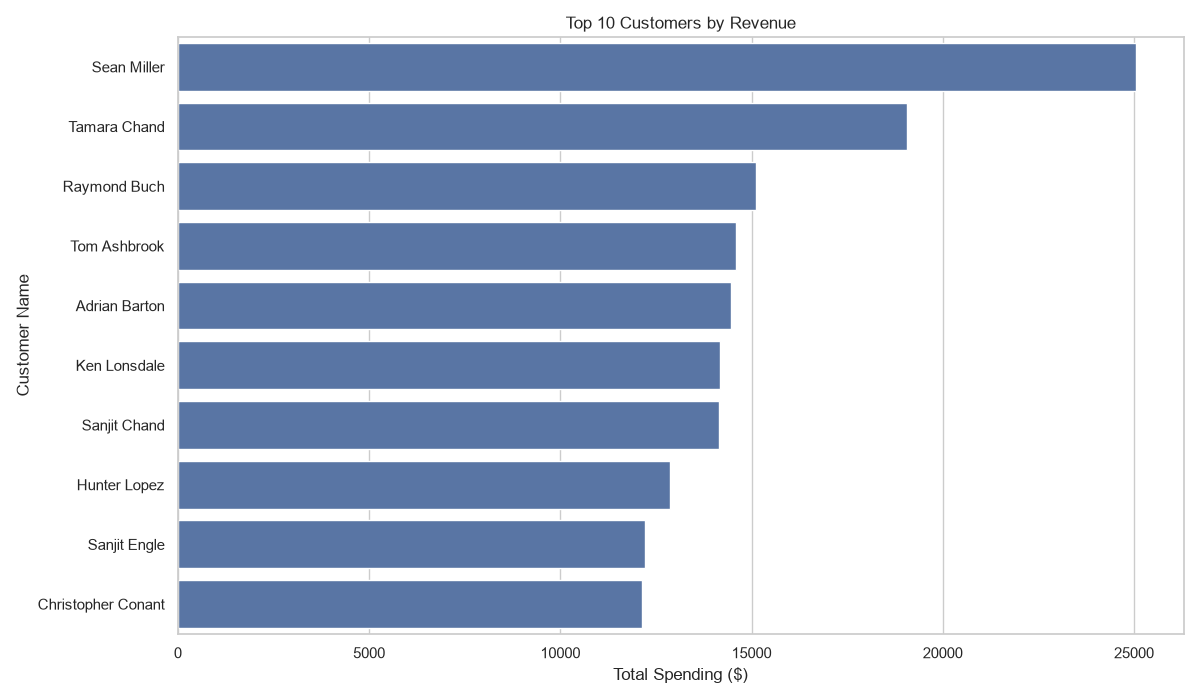 Top 10 Customers by Revenue
Customer Name
Sean Miller
Tamara Chand
Raymond Buch
Tom Ashbrook
Adrian Barton
Ken Lonsdale
Sanjit Chand
Hunter Lopez
Sanjit Engle
Christopher Conant
0 5000 10000 15000 20000 25000
Total Spending ($)